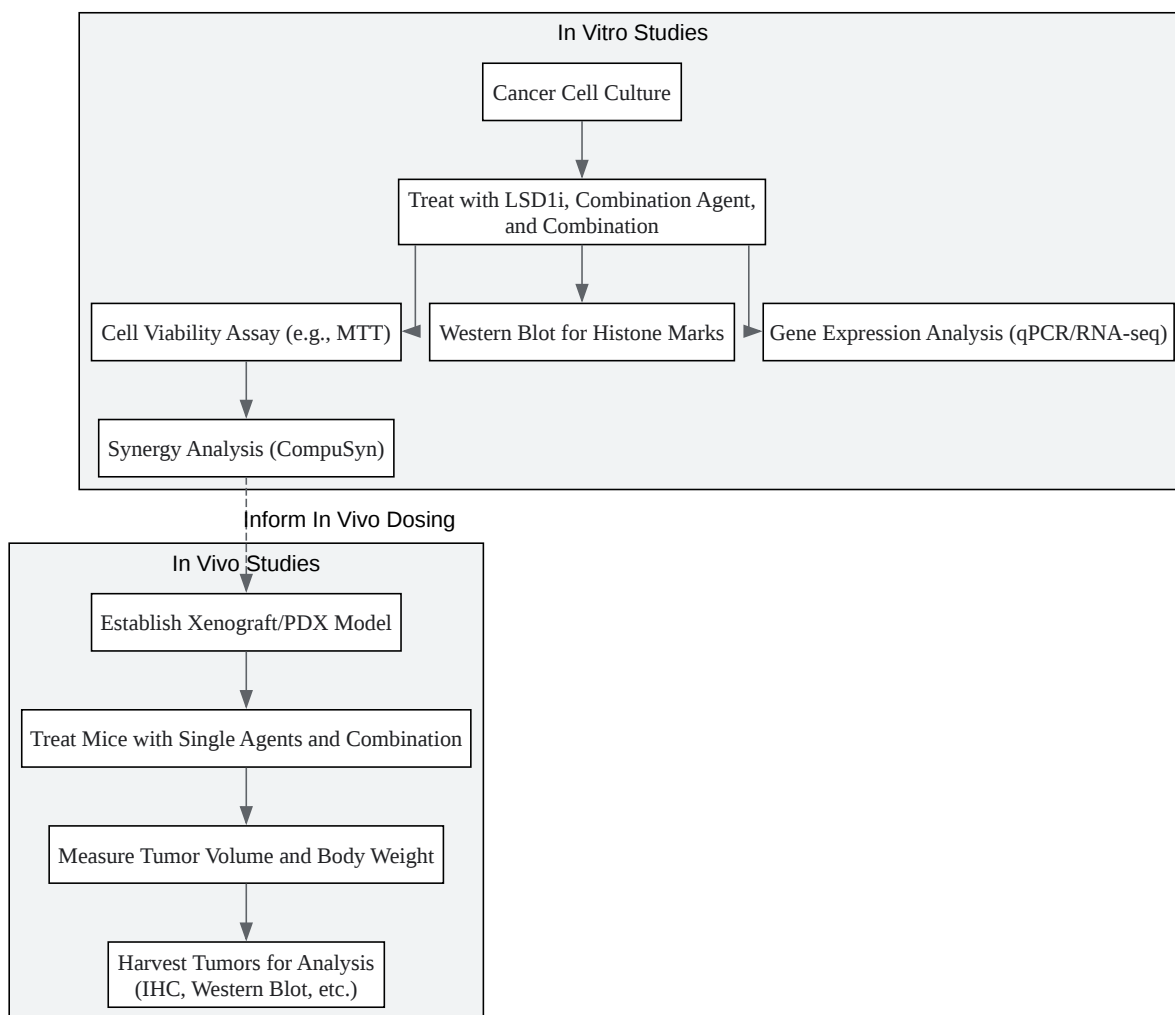 In Vitro Studies
Cancer Cell Culture
Treat with LSD1i, Combination Agent,
and Combination
Cell Viability Assay (e.g., MTT)
Western Blot for Histone Marks
Gene Expression Analysis (qPCR/RNA-seq)
Synergy Analysis (CompuSyn)
Inform In Vivo Dosing
In Vivo Studies
Establish Xenograft/PDX Model
Treat Mice with Single Agents and Combination
Measure Tumor Volume and Body Weight
Harvest Tumors for Analysis
(IHC, Western Blot, etc.)